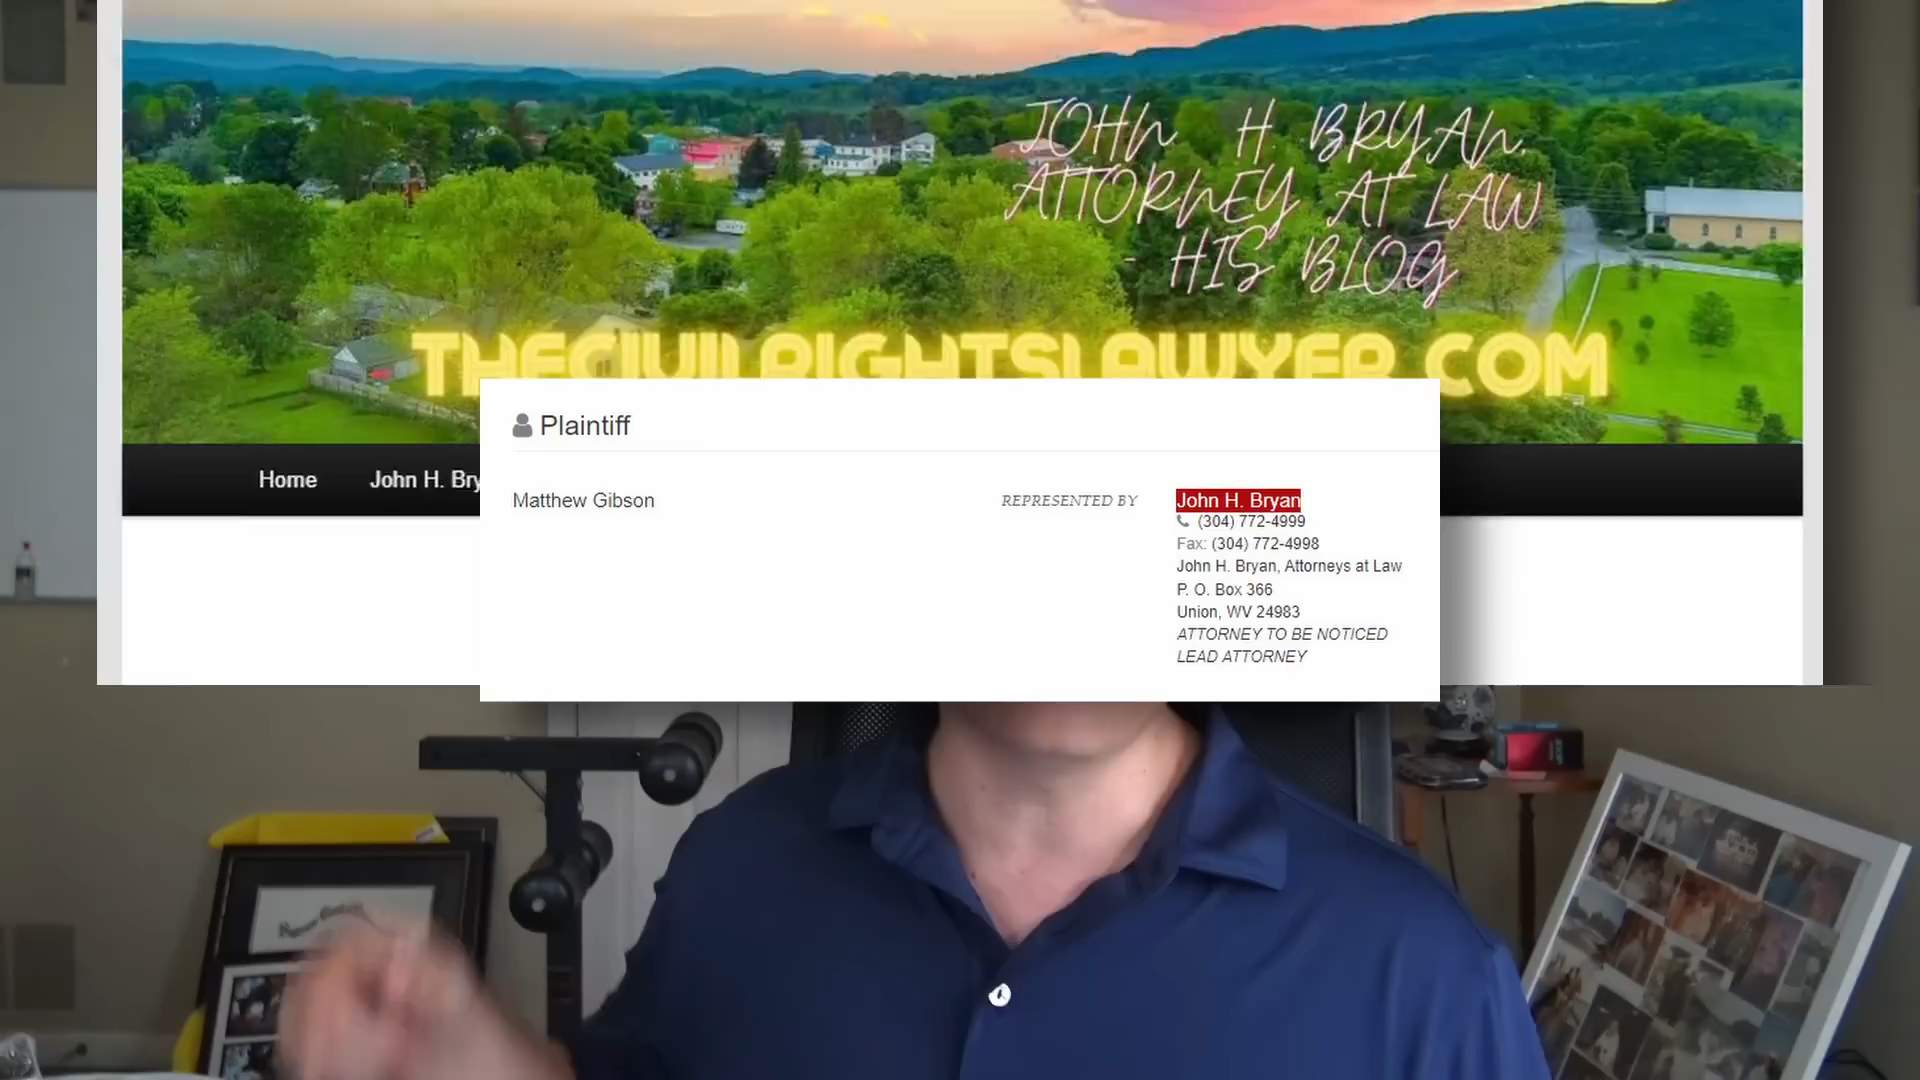 JOHN H. BRYAN,
ATTORNEY AT LAW
- HIS BLOG
THECIVILRIGHTSLAWYER.COM
Plaintiff
Home
John H. Bry
Matthew Gibson
REPRESENTED BY
John H. Bryan
(304) 772-4999
Fax: (304) 772-4998
John H. Bryan, Attorneys at Law
P. O. Box 366
Union, WV 24983
ATTORNEY TO BE NOTICED
LEAD ATTORNEY